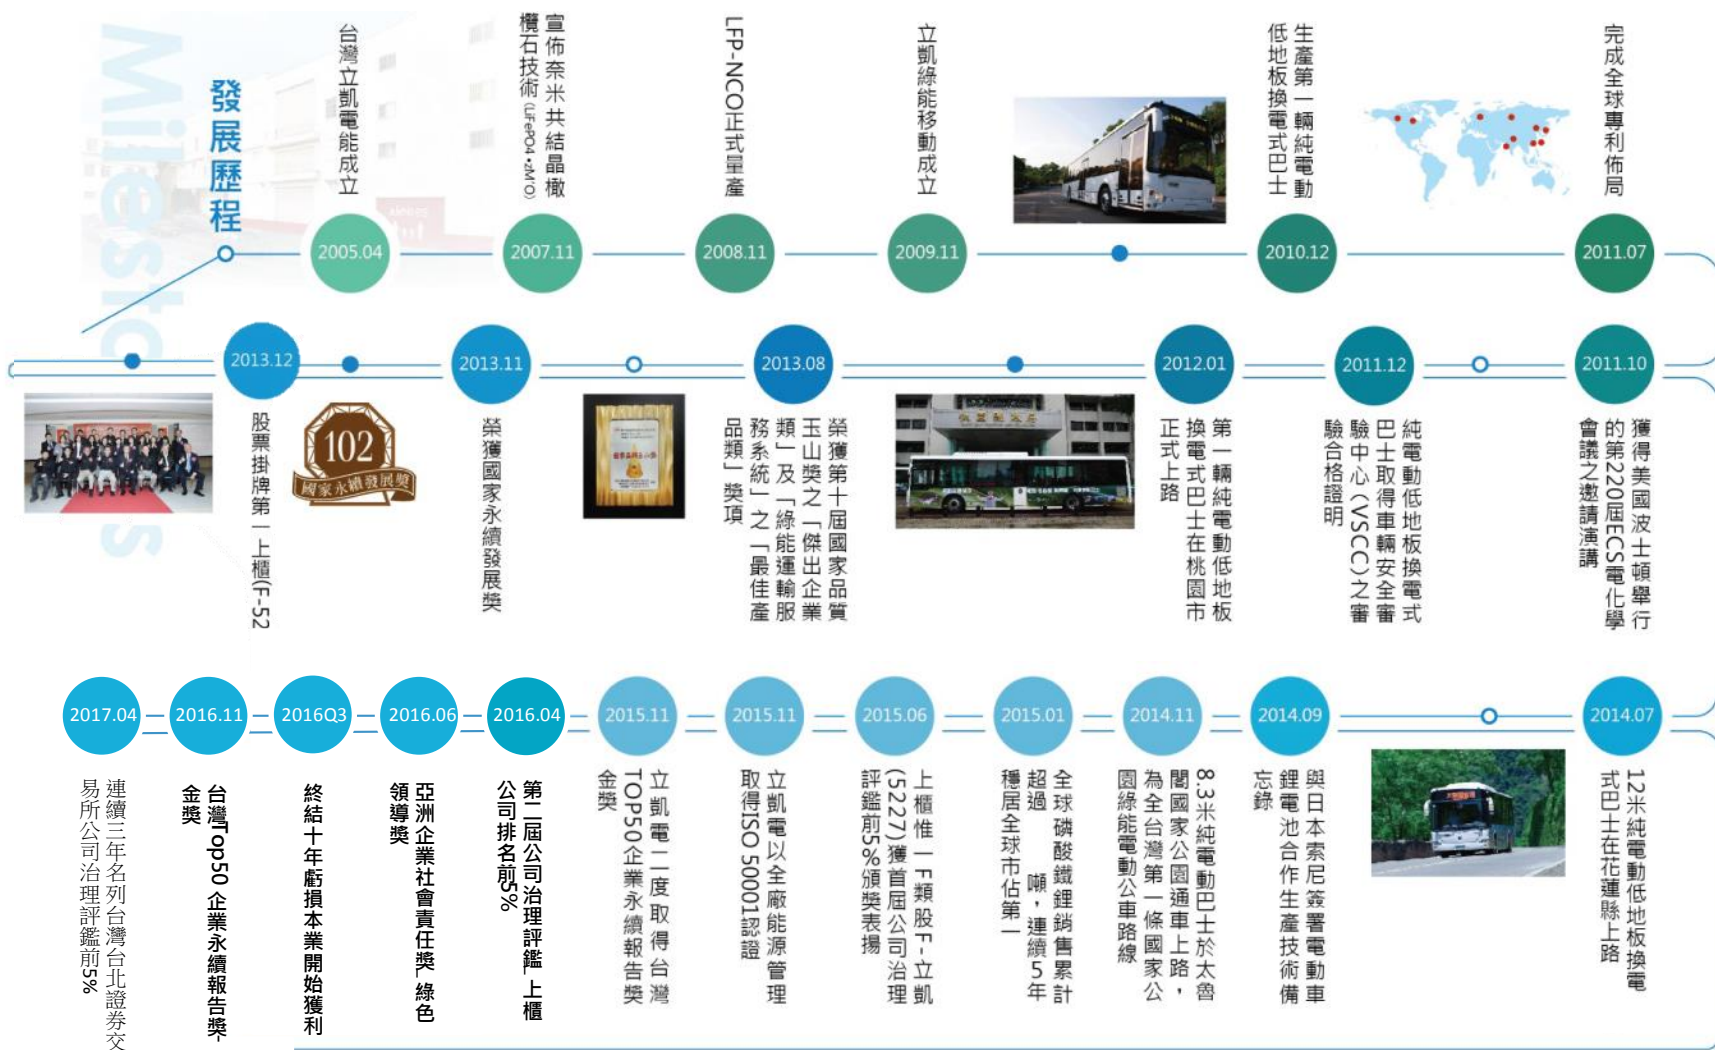 Milesto
s
發展歷程
2005.04
台灣立凱電能成立
2007.11
宣佈奈米共結晶橄
欖石技術(LiFePO4•zM'O)
2008.11
LFP-NCO正式量產
2009.11
立凱綠能移動成立
2010.12
生產第一輛純電動
低地板換電式巴士
2011.07
完成全球專利佈局
2011.10
獲得美國波士頓舉行
的第220屆ECS電化學
會議之邀請演講
2011.12
純電動低地板換電式
巴士取得車輛安全審
驗中心(VSCC)之審
驗合格證明
2012.01
第一輛純電動低地板
換電式巴士在桃園市
正式上路
2013.08
榮獲第十屆國家品質
玉山獎之「傑出企業
類」及「綠能運輸服
務系統」之「最佳產
品類」獎項
2013.11
榮獲國家永續發展獎
102
國家永續發展獎
2013.12
股票掛牌第一上櫃(F-52
2014.07
12米純電動低地板換電
式巴士在花蓮縣上路
2014.09
與日本索尼簽署電動車
鋰電池合作生產技術備
忘錄
2014.11
8.3米純電動巴士於太魯
閣國家公園通車上路，
為全台灣第一條國家公
園綠能電動公車路線
2015.01
全球磷酸鐵鋰銷售累計
超過 噸，連續5年
穩居全球市佔第一
2015.06
上櫃惟一F類股F-立凱
(5227)獲首屆公司治理
評鑑前5%頒獎表揚
2015.11
立凱電以全廠能源管理
取得ISO 50001認證
2015.11
立凱電二度取得台灣
TOP50企業永續報告獎
金獎
2016.04
第二屆公司治理評鑑」上櫃
公司排名前5%
2016.06
亞洲企業社會責任獎」綠色
領導獎
2016Q3
終結十年虧損本業開始獲利
2016.11
台灣Top50 企業永續報告獎-
金獎
2017.04
連續三年名列台灣台北證券交
易所公司治理評鑑前5%